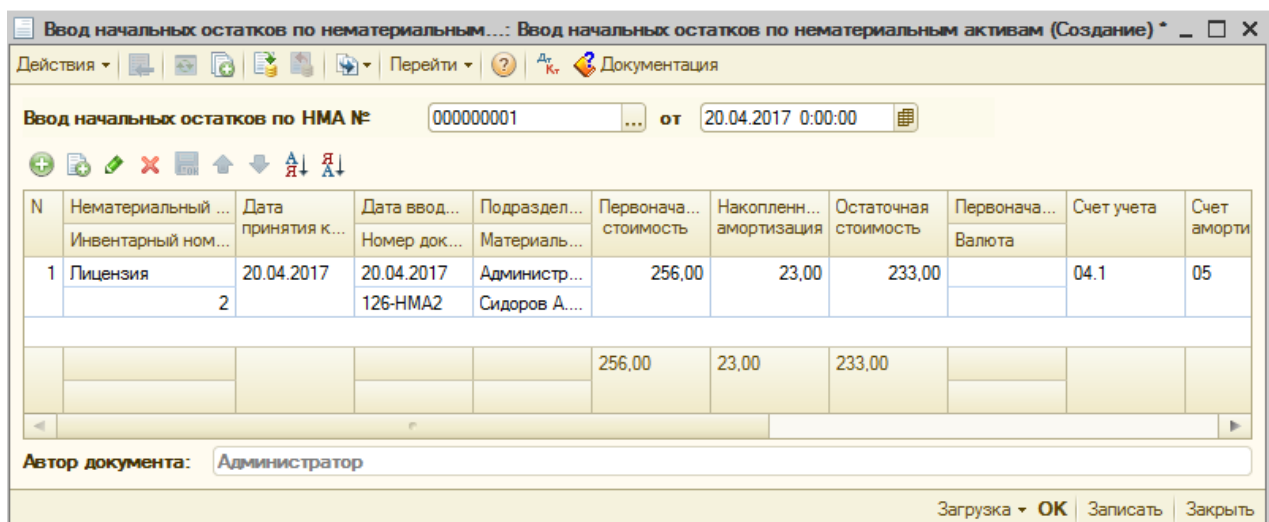 Ввод начальных остатков по нематериальным...: Ввод начальных остатков по нематериальным активам (Создание) *
Действия Перейти Дт Кт Документация
Ввод начальных остатков по НМА № 000000001 ... от 20.04.2017 0:00:00
N Нематериальный ... Дата принятия к... Дата ввод... Подраздел... Первонача... стоимость Накопленн... амортизация Остаточная стоимость Первонача... Счет учета Счет аморти
Инвентарный ном... Номер док... Материаль... Валюта
1 Лицензия 20.04.2017 20.04.2017 Администр... 256,00 23,00 233,00 04.1 05
2 126-НМА2 Сидоров А....
256,00 23,00 233,00
Автор документа: Администратор
Загрузка OK Записать Закрыть